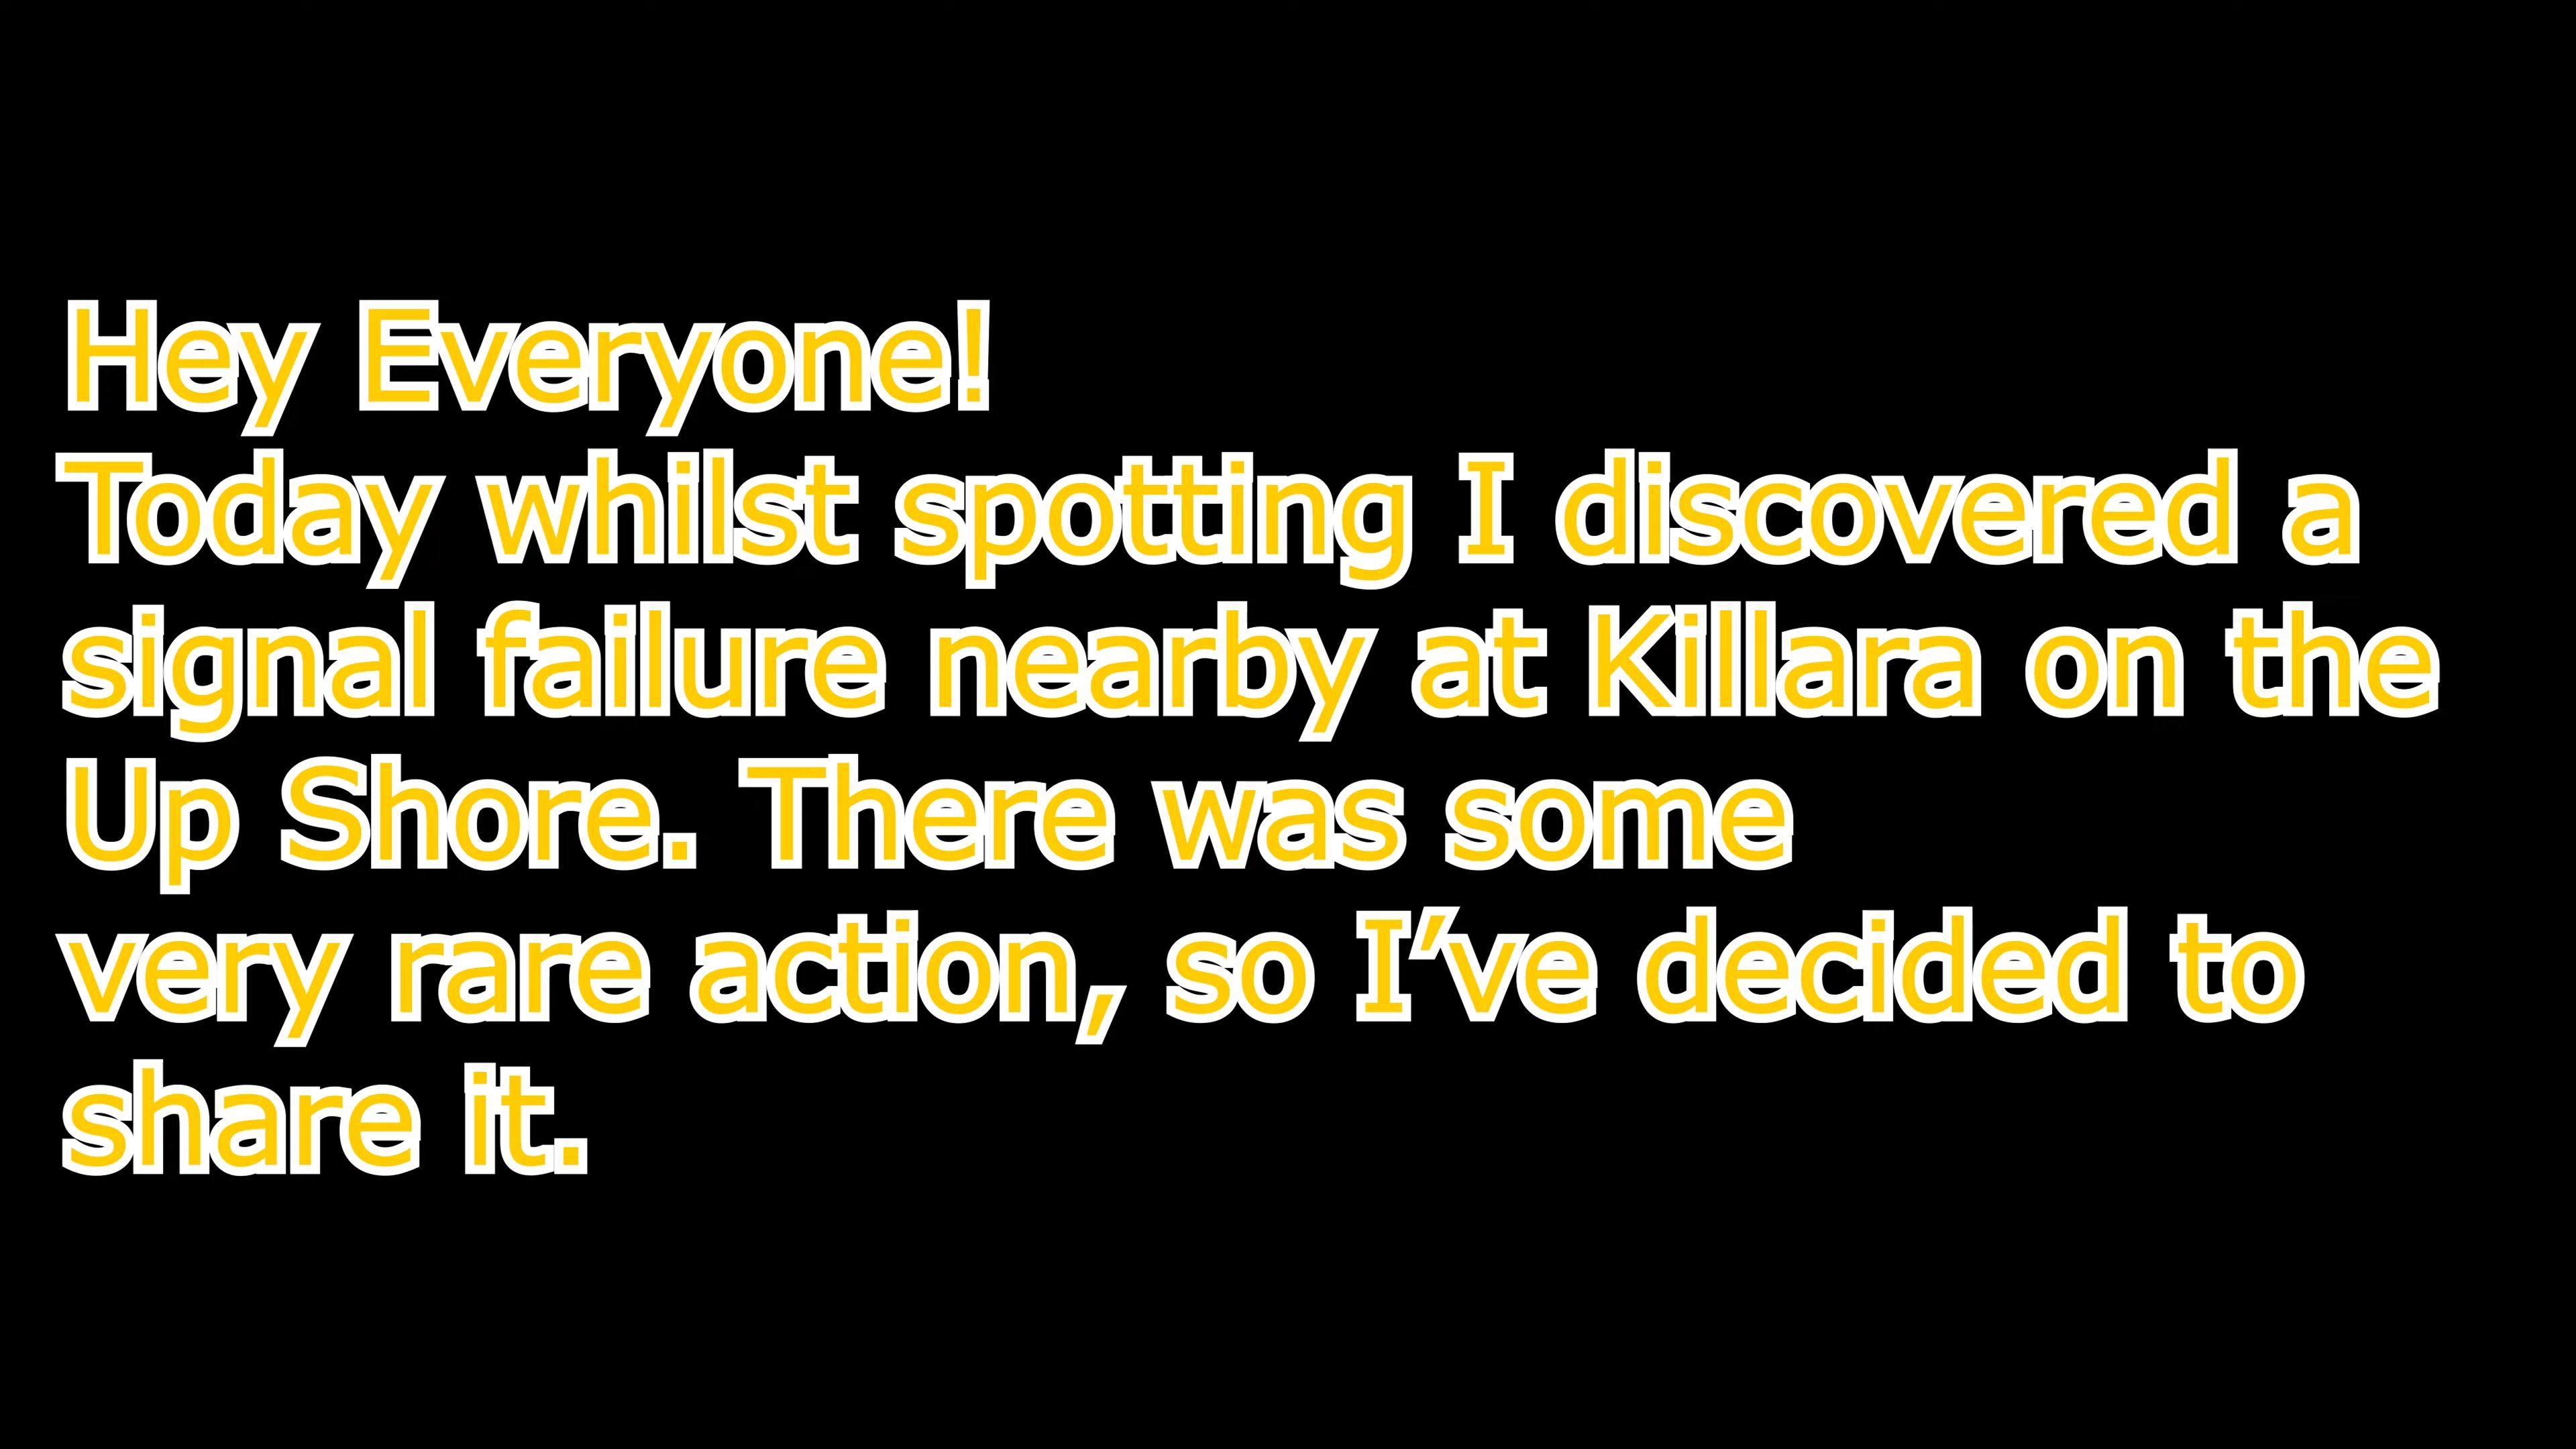 Hey Everyone!
Today whilst spotting I discovered a
signal failure nearby at Killara on the
Up Shore. There was some
very rare action, so I’ve decided to
share it.